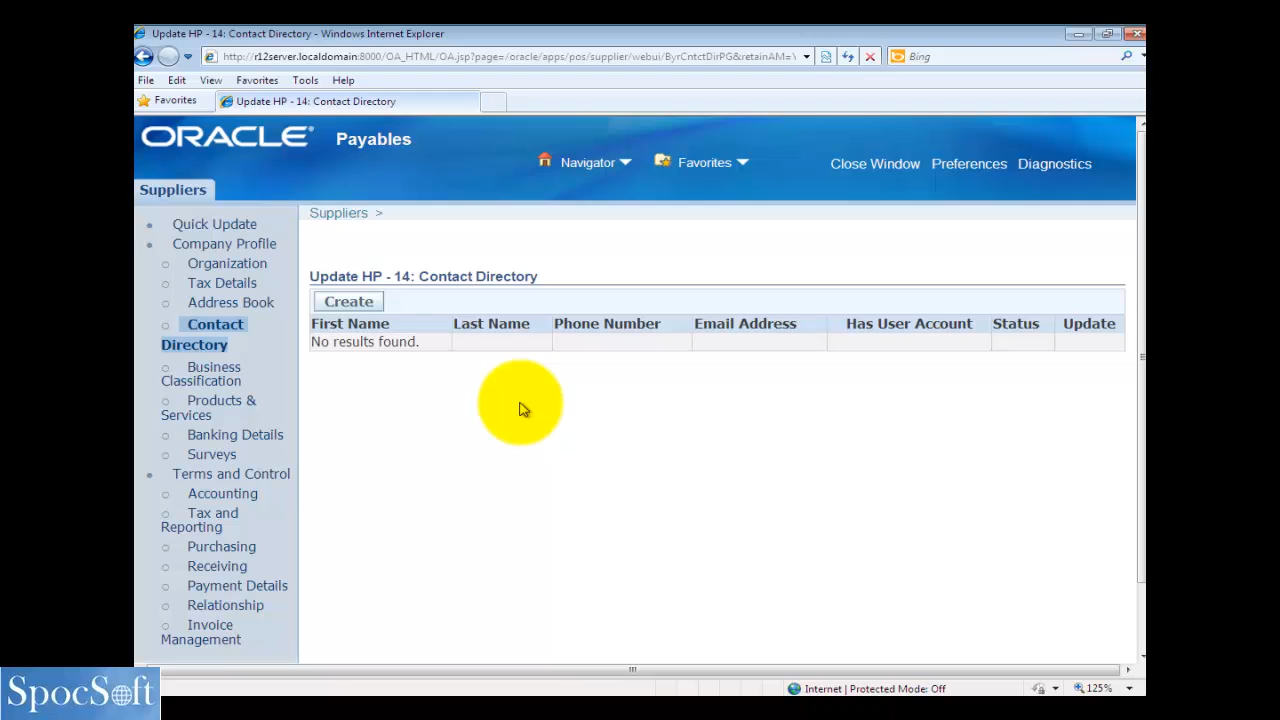 Update HP - 14: Contact Directory - Windows Internet Explorer
http://r12server.localdomain:8000/OA_HTML/OA.jsp?page=/oracle/apps/pos/supplier/webui/ByrCntctDirPG&retainAM=
Bing
File Edit View Favorites Tools Help
Favorites
Update HP - 14: Contact Directory
ORACLE Payables
Navigator Favorites
Close Window Preferences Diagnostics
Suppliers
Quick Update
Company Profile
Organization
Tax Details
Address Book
Contact
Directory
Business
Classification
Products &
Services
Banking Details
Surveys
Terms and Control
Accounting
Tax and
Reporting
Purchasing
Receiving
Payment Details
Relationship
Invoice
Management
Suppliers >
Update HP - 14: Contact Directory
Create
First Name Last Name Phone Number Email Address Has User Account Status Update
No results found.
Internet | Protected Mode: Off
125%
SpocSoft